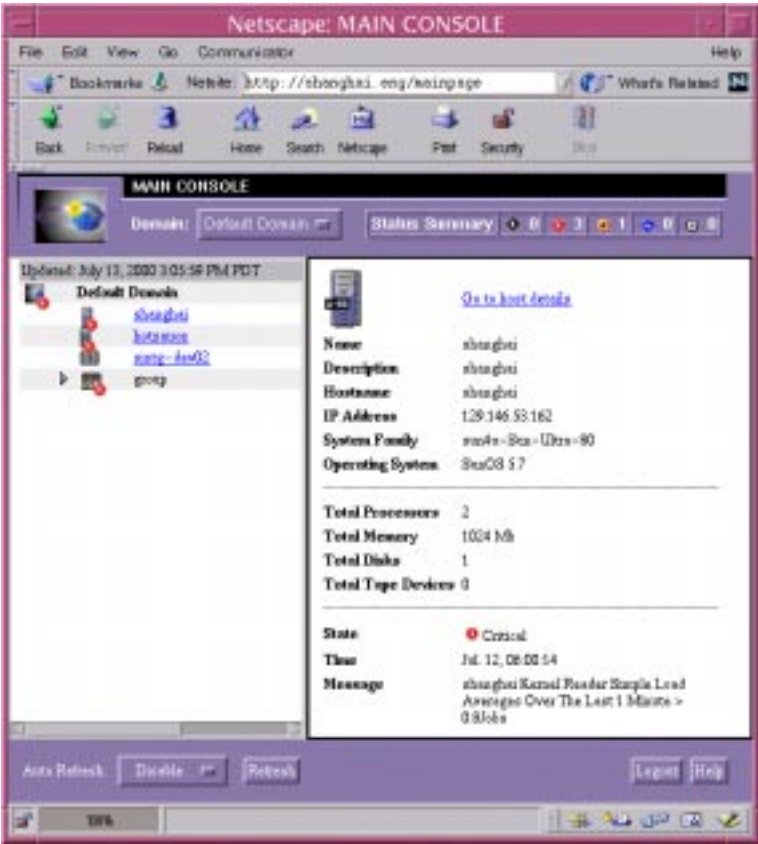 Netscape: MAIN CONSOLE
File Edit View Go Communicator Help
Bookmarks Netsite: http://shanghai.eng/mainpage What's Related
Back Forward Reload Home Search Netscape Print Security Stop
MAIN CONSOLE
Domain: Default Domain Status Summary 0 3 1 0 0
Updated: July 13, 2000 3:05:59 PM PDT
Default Domain
shanghai
group
Go to host details
Name shanghai
Description shanghai
Hostname shanghai
IP Address 129.146.53.162
System Family sun4u-Sun-Ultra-80
Operating System SunOS 5.7
Total Processors 2
Total Memory 1024 Mb
Total Disks 1
Total Tape Devices 0
State Critical
Time Jul. 12, 06:00:54
Message shanghai Kernel Reader Simple Load
Averages Over The Last 1 Minute >
0.8Jobs
Auto Refresh: Disable Refresh Logout Help
100%